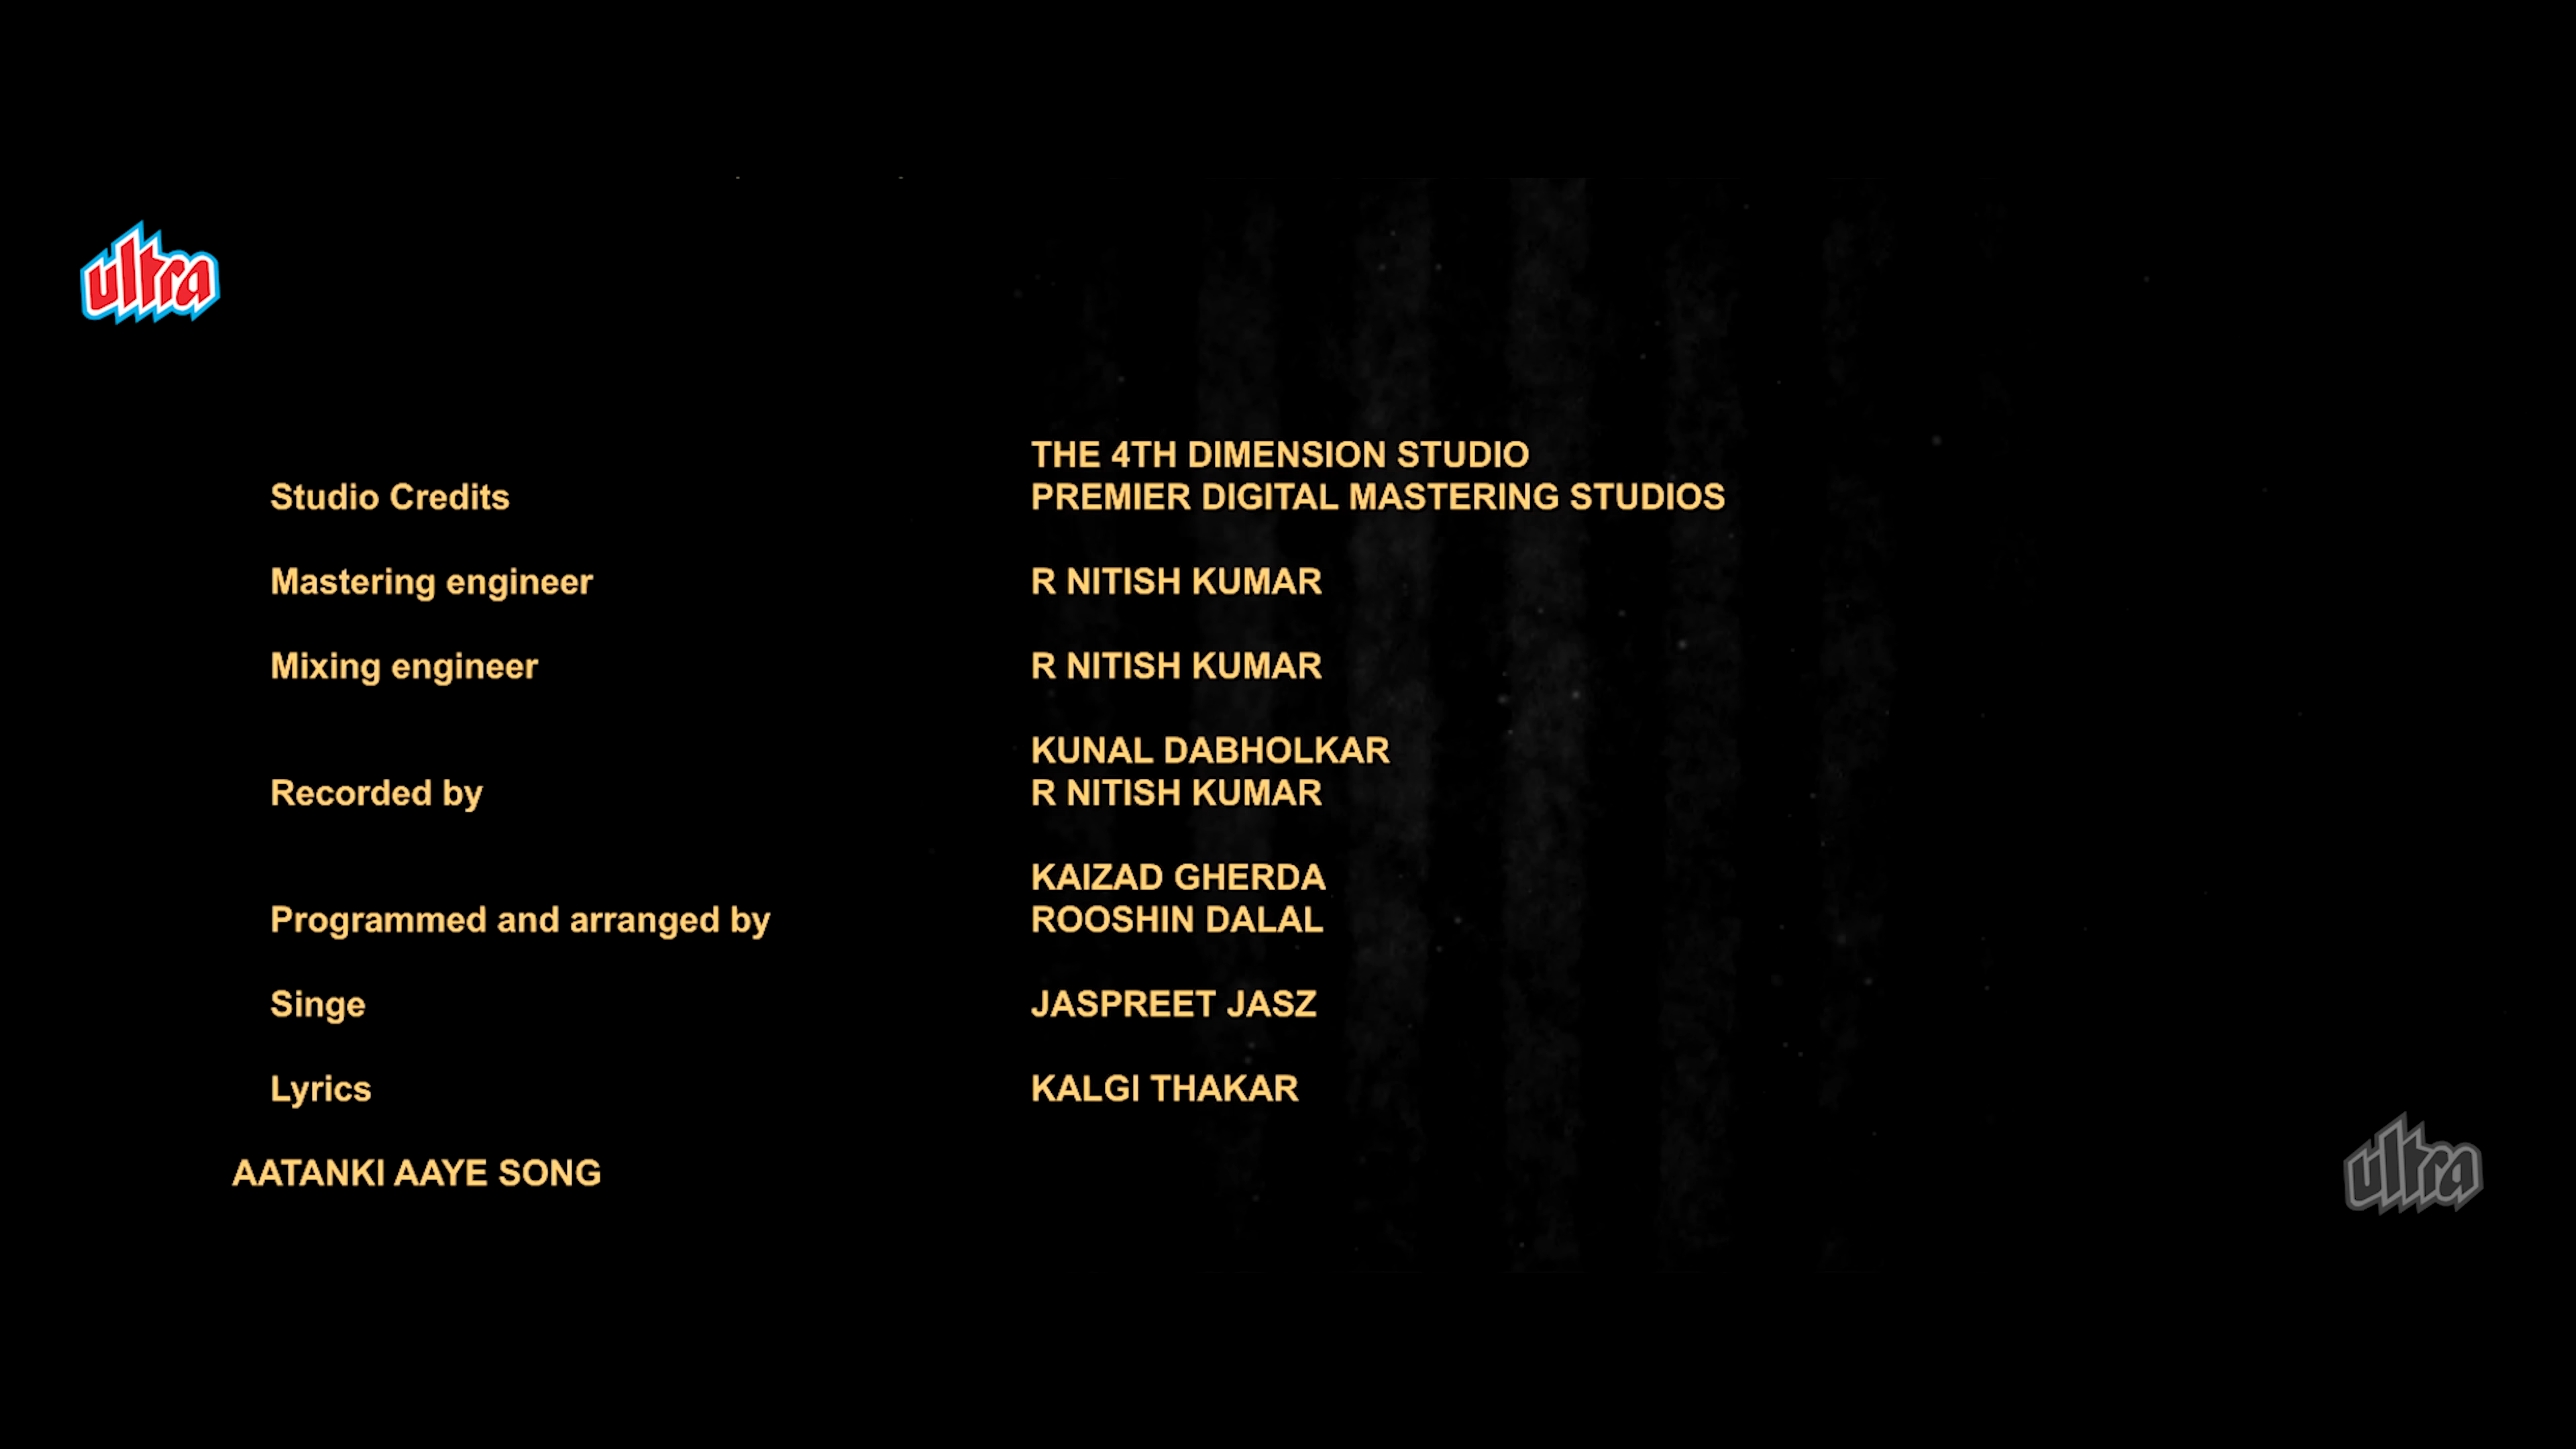 ultra
THE 4TH DIMENSION STUDIO
Studio Credits PREMIER DIGITAL MASTERING STUDIOS
Mastering engineer R NITISH KUMAR
Mixing engineer R NITISH KUMAR
KUNAL DABHOLKAR
Recorded by R NITISH KUMAR
KAIZAD GHERDA
Programmed and arranged by ROOSHIN DALAL
Singe JASPREET JASZ
Lyrics KALGI THAKAR
AATANKI AAYE SONG
ultra